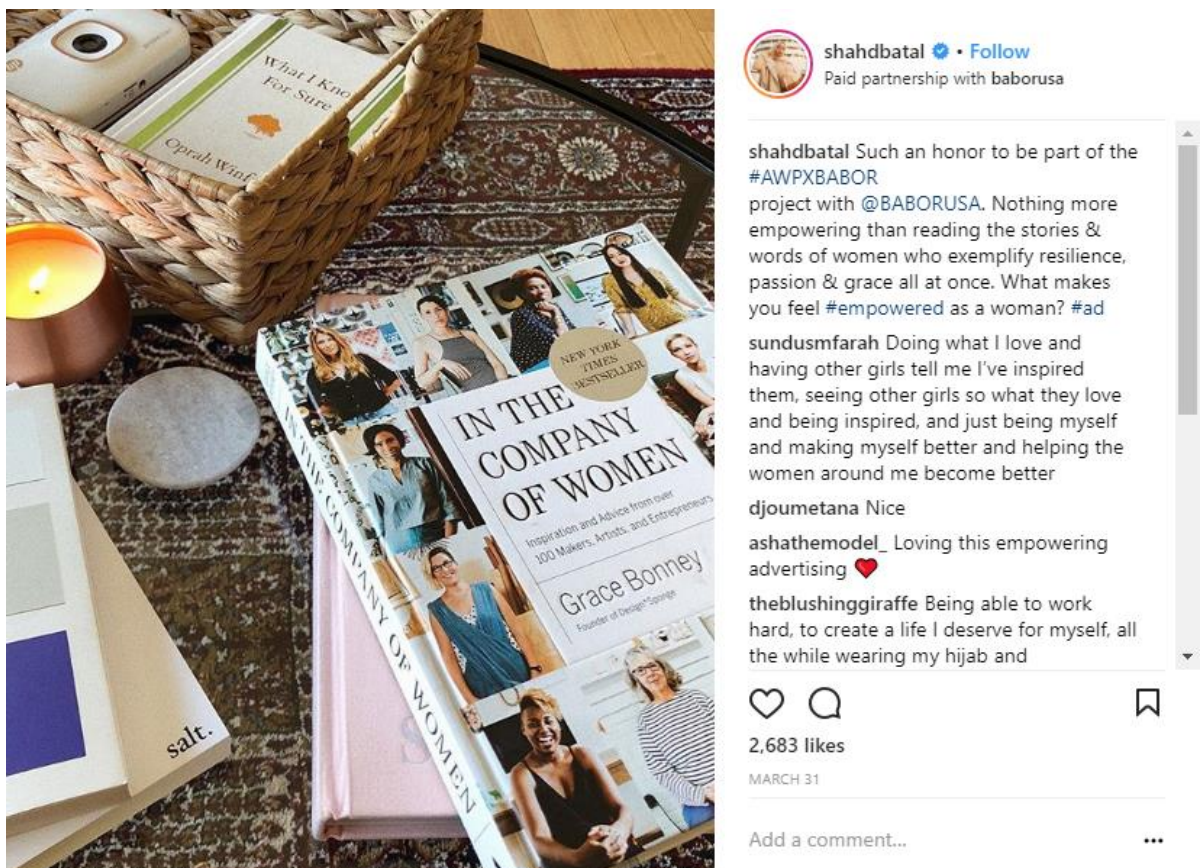 What I Kno
For Sure
Oprah Winf
NEW YORK
TIMES
BESTSELLER
IN THE
COMPANY
OF WOMEN
Inspiration and Advice from over
100 Makers, Artists, and Entrepreneurs
Grace Bonney
Founder of Design*Sponge
IN THE COMPANY OF WOMEN
salt.
shahdbatal • Follow
Paid partnership with baborusa
shahdbatal Such an honor to be part of the
#AWPXBABOR
project with @BABORUSA. Nothing more
empowering than reading the stories &
words of women who exemplify resilience,
passion & grace all at once. What makes
you feel #empowered as a woman? #ad
sundusmfarah Doing what I love and
having other girls tell me I've inspired
them, seeing other girls so what they love
and being inspired, and just being myself
and making myself better and helping the
women around me become better
djoumetana Nice
ashathemodel_ Loving this empowering
advertising ❤️
theblushinggiraffe Being able to work
hard, to create a life I deserve for myself, all
the while wearing my hijab and
2,683 likes
MARCH 31
Add a comment...